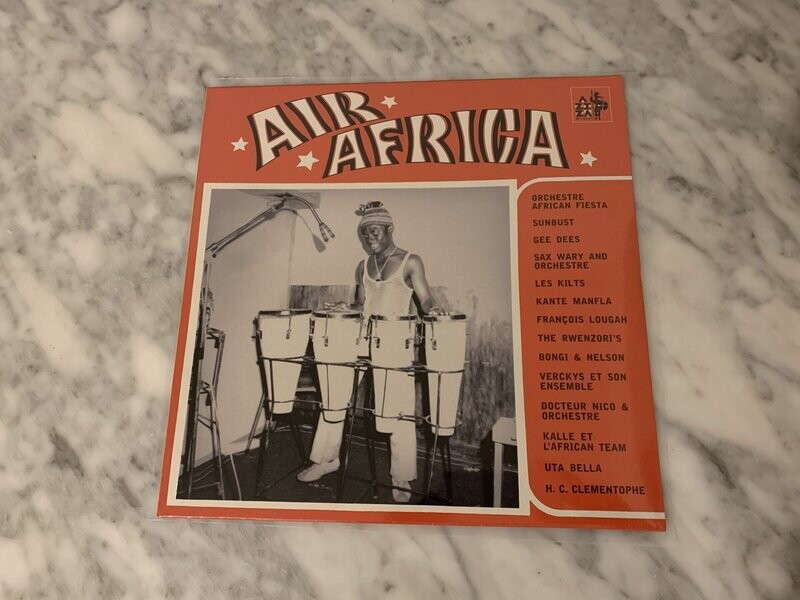 AIR
AFRICA
ORCHESTRE
AFRICAN FIESTA
SUNBUST
GEE DEES
SAX WARY AND
ORCHESTRE
LES KILTS
KANTE MANFLA
FRANÇOIS LOUGAH
THE RWENZORI'S
BONGI & NELSON
VERCKYS ET SON
ENSEMBLE
DOCTEUR NICO &
ORCHESTRE
KALLE ET
L'AFRICAN TEAM
UTA BELLA
H. C. CLEMENTOPHE